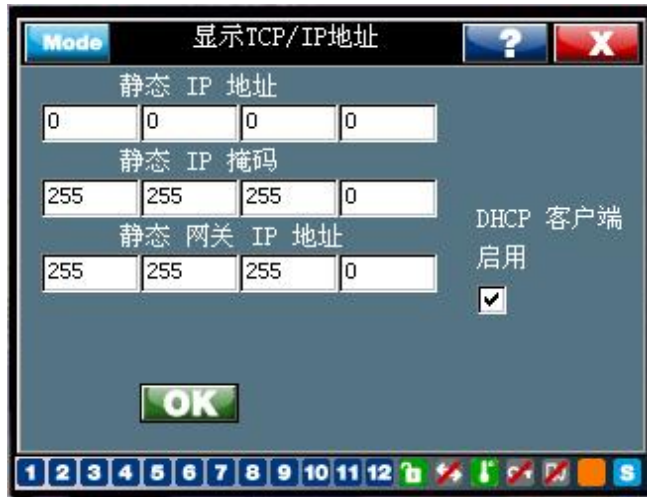 Mode 显示TCP/IP地址 ? X
静态 IP 地址
0 0 0 0
静态 IP 掩码
255 255 255 0
静态 网关 IP 地址
255 255 255 0
DHCP 客户端
启用
OK
1 2 3 4 5 6 7 8 9 10 11 12 S